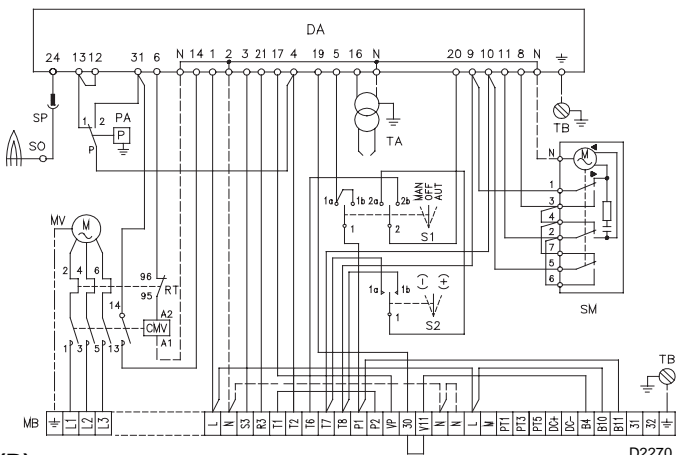 DA
24 13 12 31 6 N 14 1 2 3 21 17 4 19 5 16 N 20 9 10 11 8 N
SP
1 2 PA
P
SO
P
TA
TB
N M
1
3
4
2
7
5
6
SM
1a 1b 2a 2b
MAN OFF AUT
1 2 S1
(-) (+)
1a 1b
1 S2
MV M
2 4 6
96
RT
95
14
A2
CMV
A1
1 3 5 13
TB
MB L1 L2 L3 L N S3 R3 T1 T2 T6 T7 T8 P1 P2 VP 30 V11 N N L M PT1 PT3 PT5 DC+ DC- B4 B10 B11 31 32
D2270